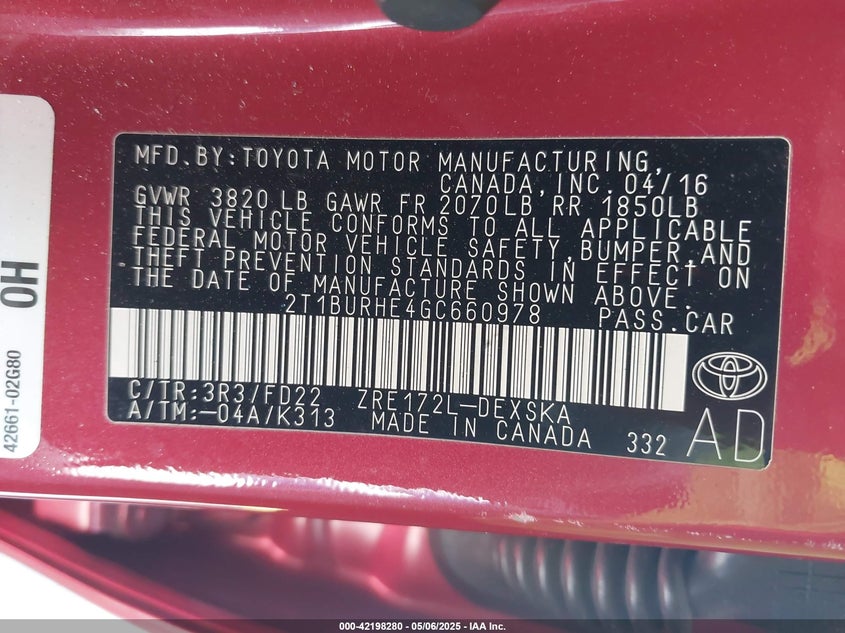 MFD.BY:TOYOTA MOTOR MANUFACTURING,
CANADA,INC.04/16
GVWR 3820 LB GAWR FR 2070LB RR 1850LB
THIS VEHICLE CONFORMS TO ALL APPLICABLE
FEDERAL MOTOR VEHICLE SAFETY,BUMPER,AND
THEFT PREVENTION STANDARDS IN EFFECT ON
THE DATE OF MANUFACTURE SHOWN ABOVE.
2T1BURHE4GC660978 PASS.CAR
C/TR:3R3/FD22 ZRE172L-DEXSKA
A/TM:-04A/K313 MADE IN CANADA 332
AD
OH
42661-02G80
000-42198280 - 05/06/2025 - IAA Inc.